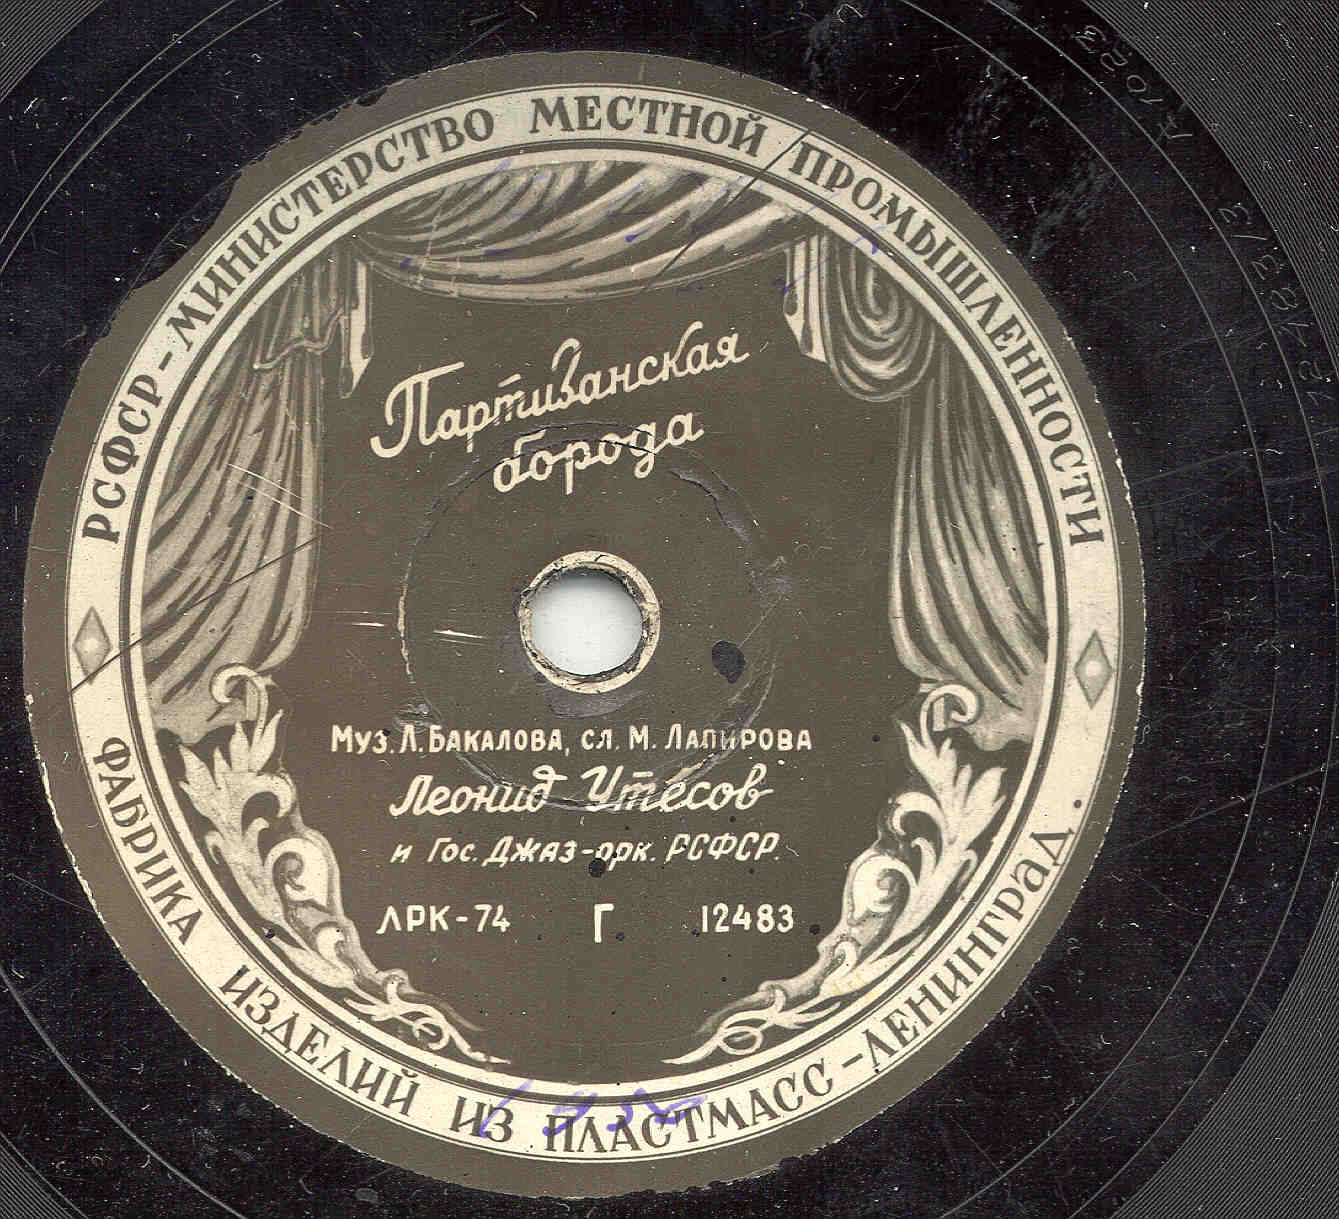 РСФСР-МИНИСТЕРСТВО МЕСТНОЙ ПРОМЫШЛЕННОСТИ
Партизанская
борода
МУЗ. Л. БАКАЛОВА, СЛ. М. ЛАПИРОВА
Леонид Утёсов
и Гос. Джаз-орк. РСФСР.
ЛРК-74 Г 12483
ФАБРИКА ИЗДЕЛИЙ ИЗ ПЛАСТМАСС-ЛЕНИНГРАД.